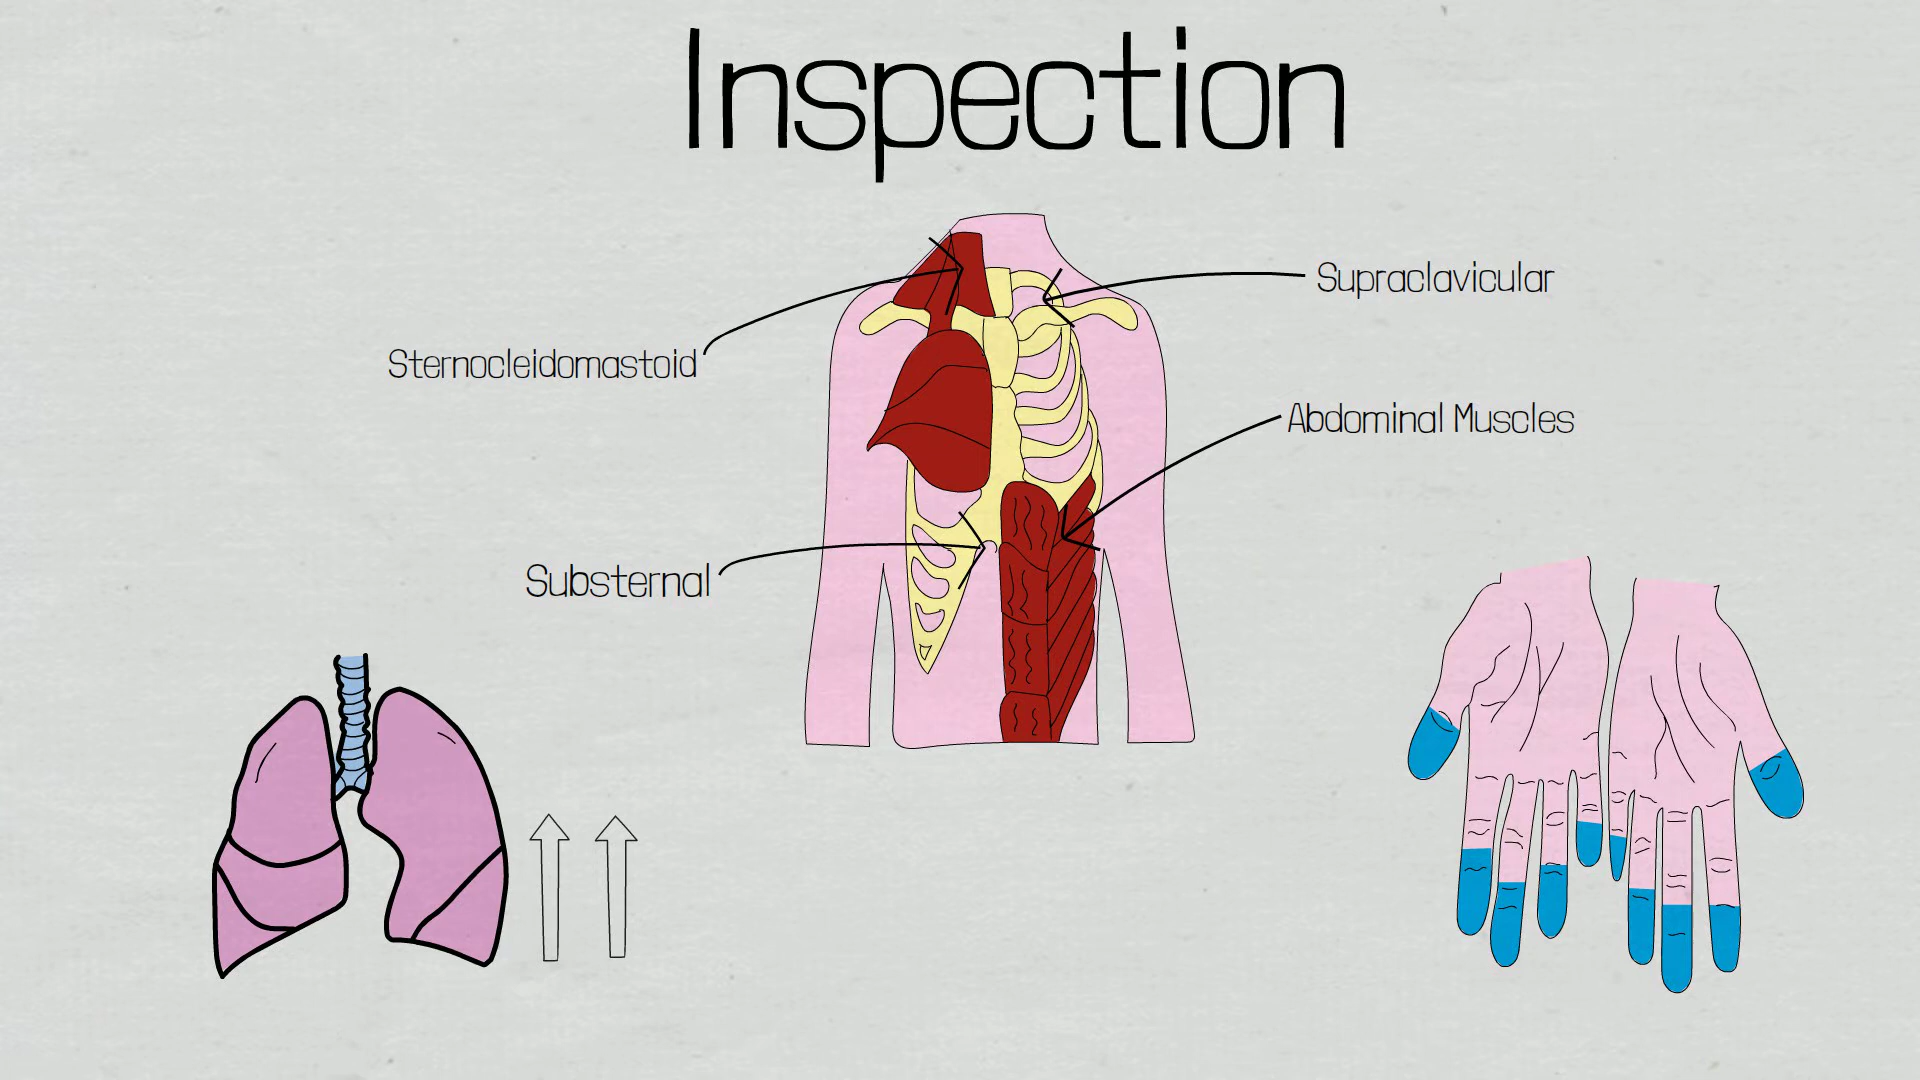 Inspection
Supraclavicular
Sternocleidomastoid
Abdominal Muscles
Substernal